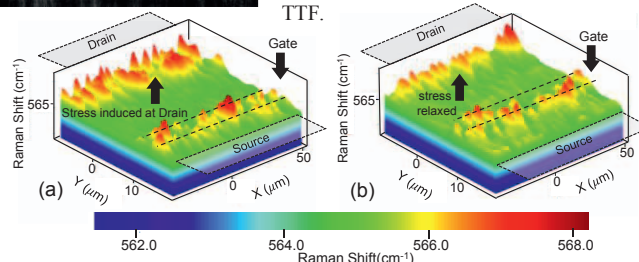 TTF.
Drain
Gate
Raman Shift (cm⁻¹)
565
Stress induced at Drain
Source
0
10
Y (μm)
0
50
X (μm)
(a)
Drain
Gate
Raman Shift (cm⁻¹)
565
stress
relaxed
Source
0
10
Y (μm)
0
50
X (μm)
(b)
562.0 564.0 566.0 568.0
Raman Shift(cm⁻¹)